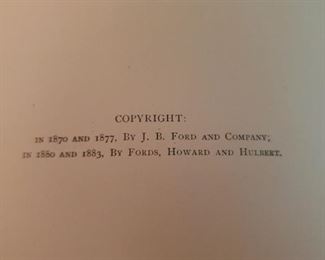 COPYRIGHT:
IN 1870 AND 1877, BY J. B. FORD AND COMPANY;
IN 1880 AND 1883, BY FORDS, HOWARD AND HULBERT.